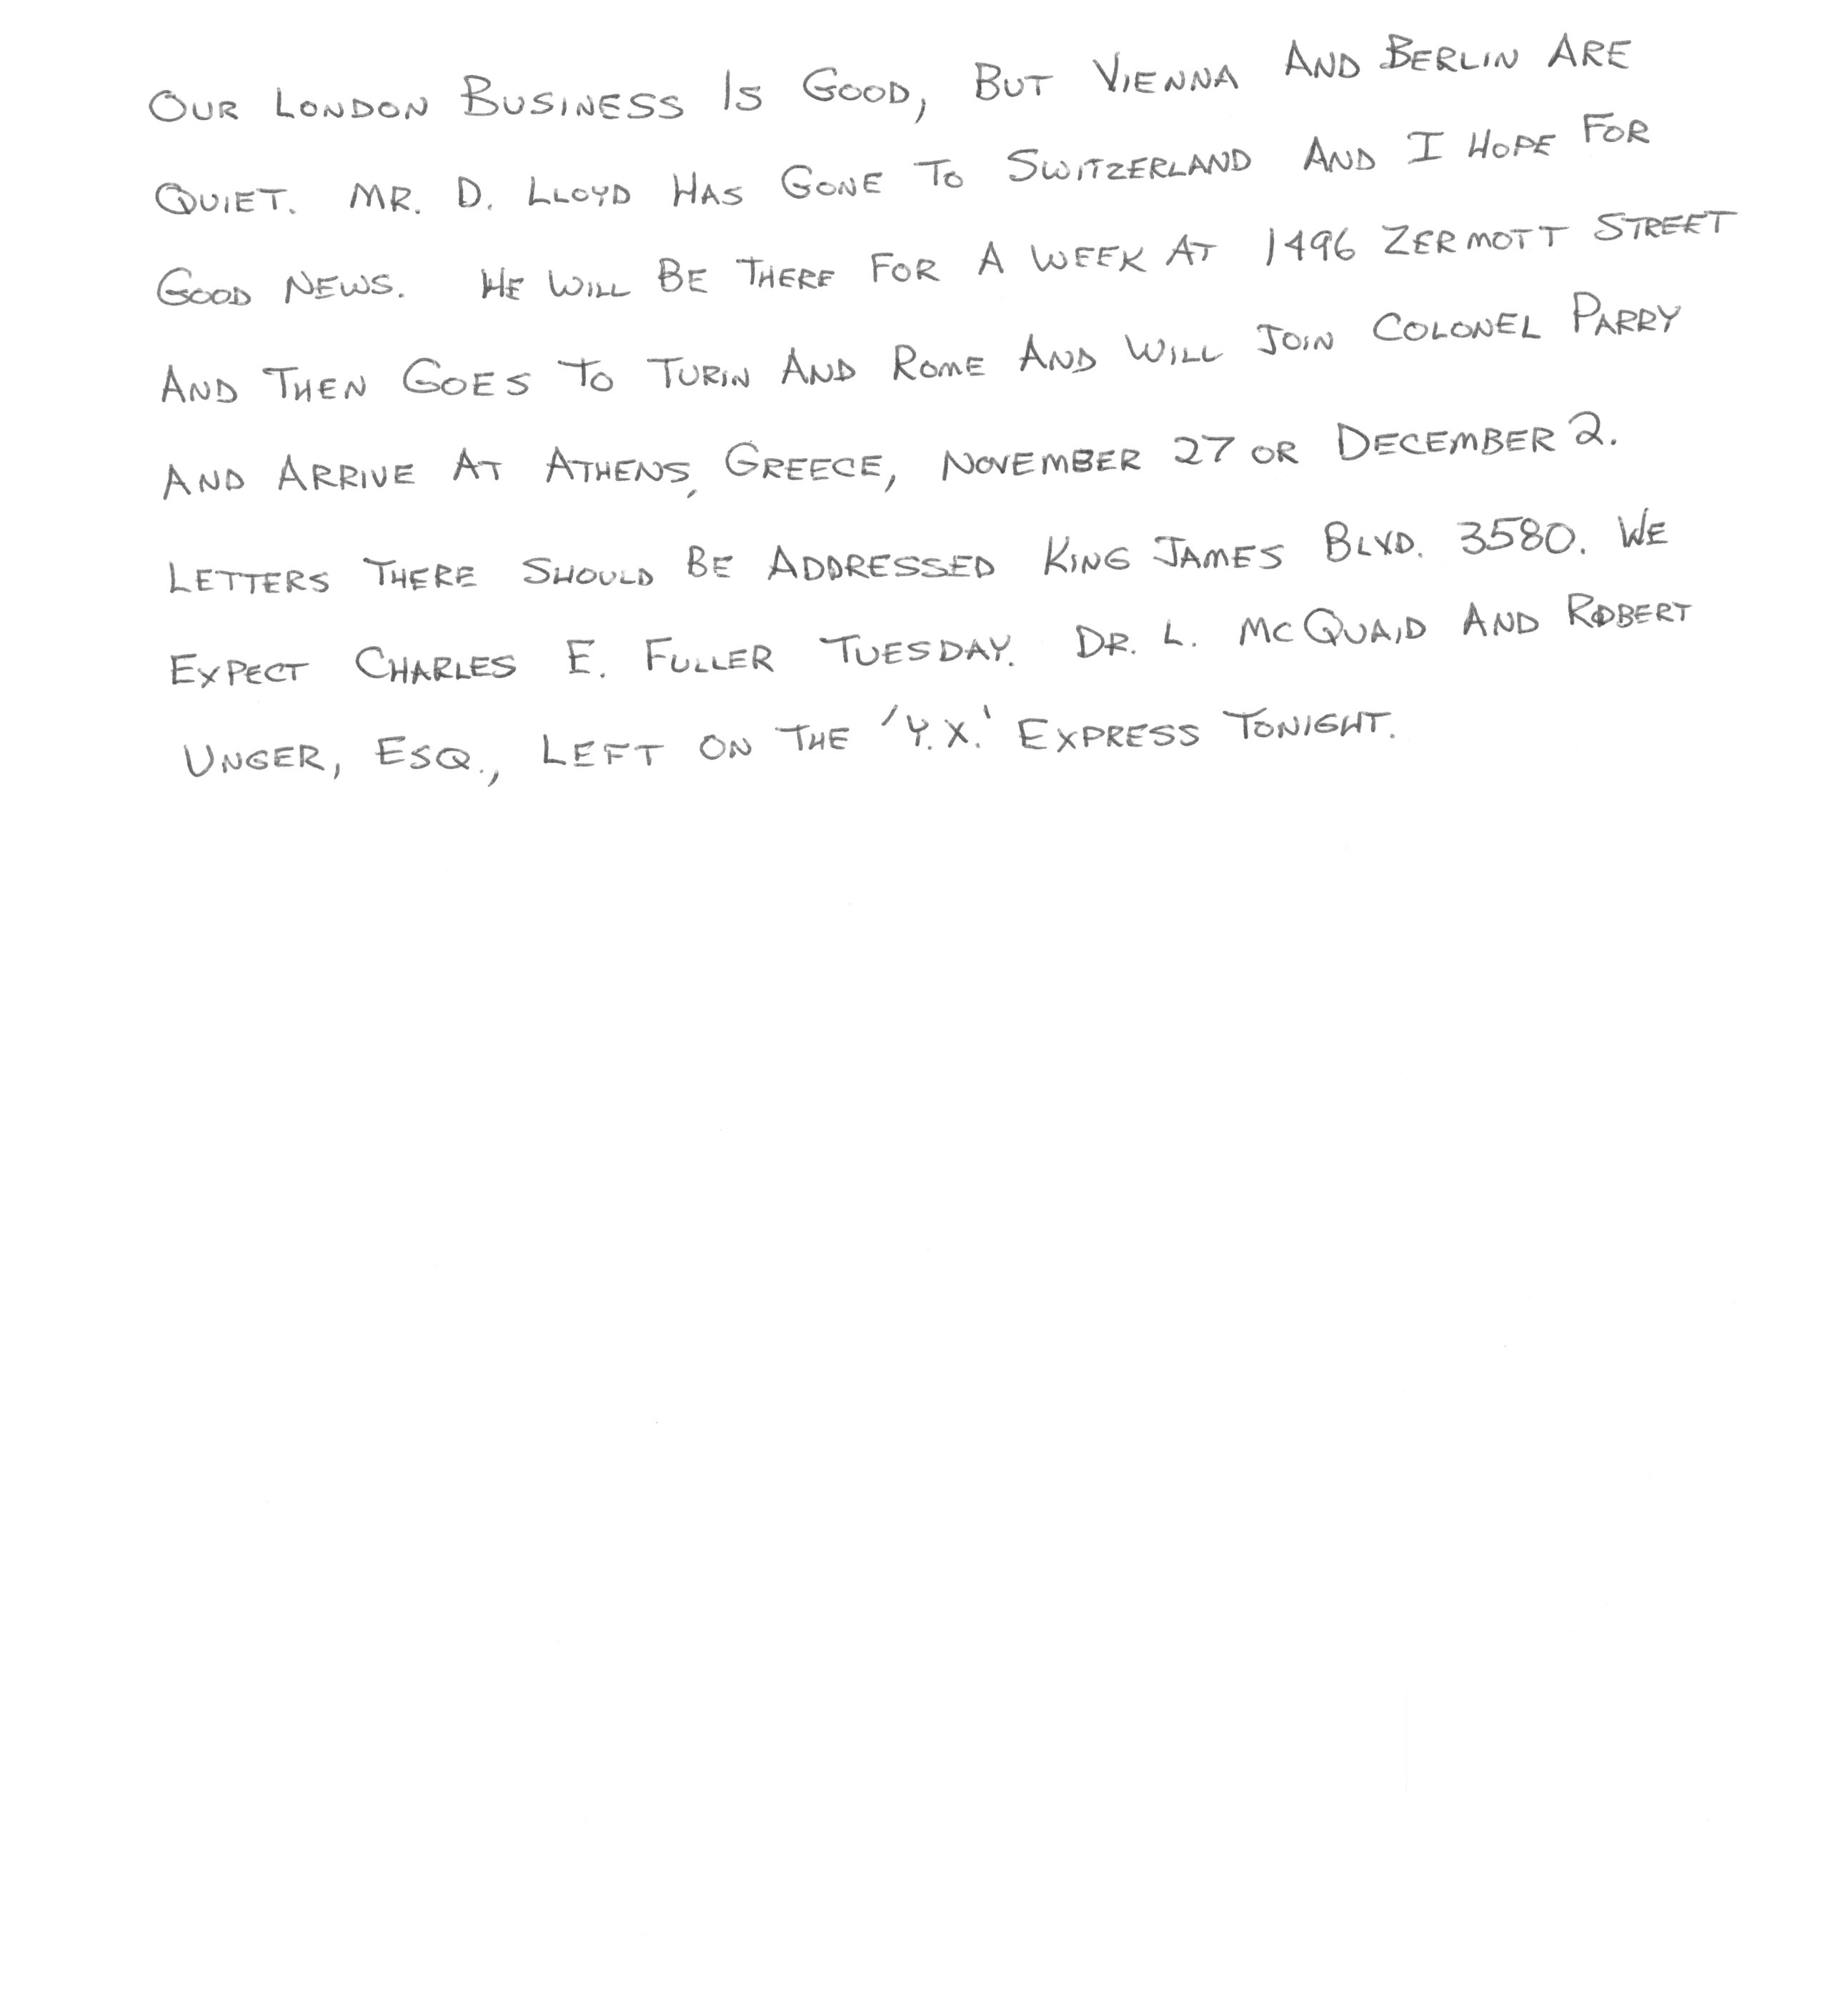 OUR LONDON BUSINESS IS GOOD, BUT VIENNA AND BERLIN ARE
QUIET. MR. D. LLOYD HAS GONE TO SWITZERLAND AND I HOPE FOR
GOOD NEWS. HE WILL BE THERE FOR A WEEK AT 1496 ZERMOTT STREET
AND THEN GOES TO TURIN AND ROME AND WILL JOIN COLONEL PARRY
AND ARRIVE AT ATHENS, GREECE, NOVEMBER 27 OR DECEMBER 2.
LETTERS THERE SHOULD BE ADDRESSED KING JAMES BLVD. 3580. WE
EXPECT CHARLES E. FULLER TUESDAY. DR. L. MCQUAID AND ROBERT
UNGER, ESQ., LEFT ON THE 'Y.X.' EXPRESS TONIGHT.